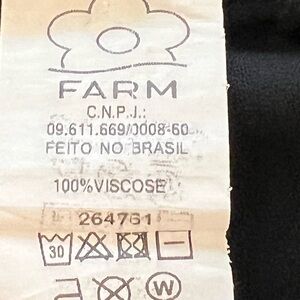 FARM
C.N.P.J.:
09.611.669/0008-60
FEITO NO BRASIL
100%VISCOSE
264761
30
W